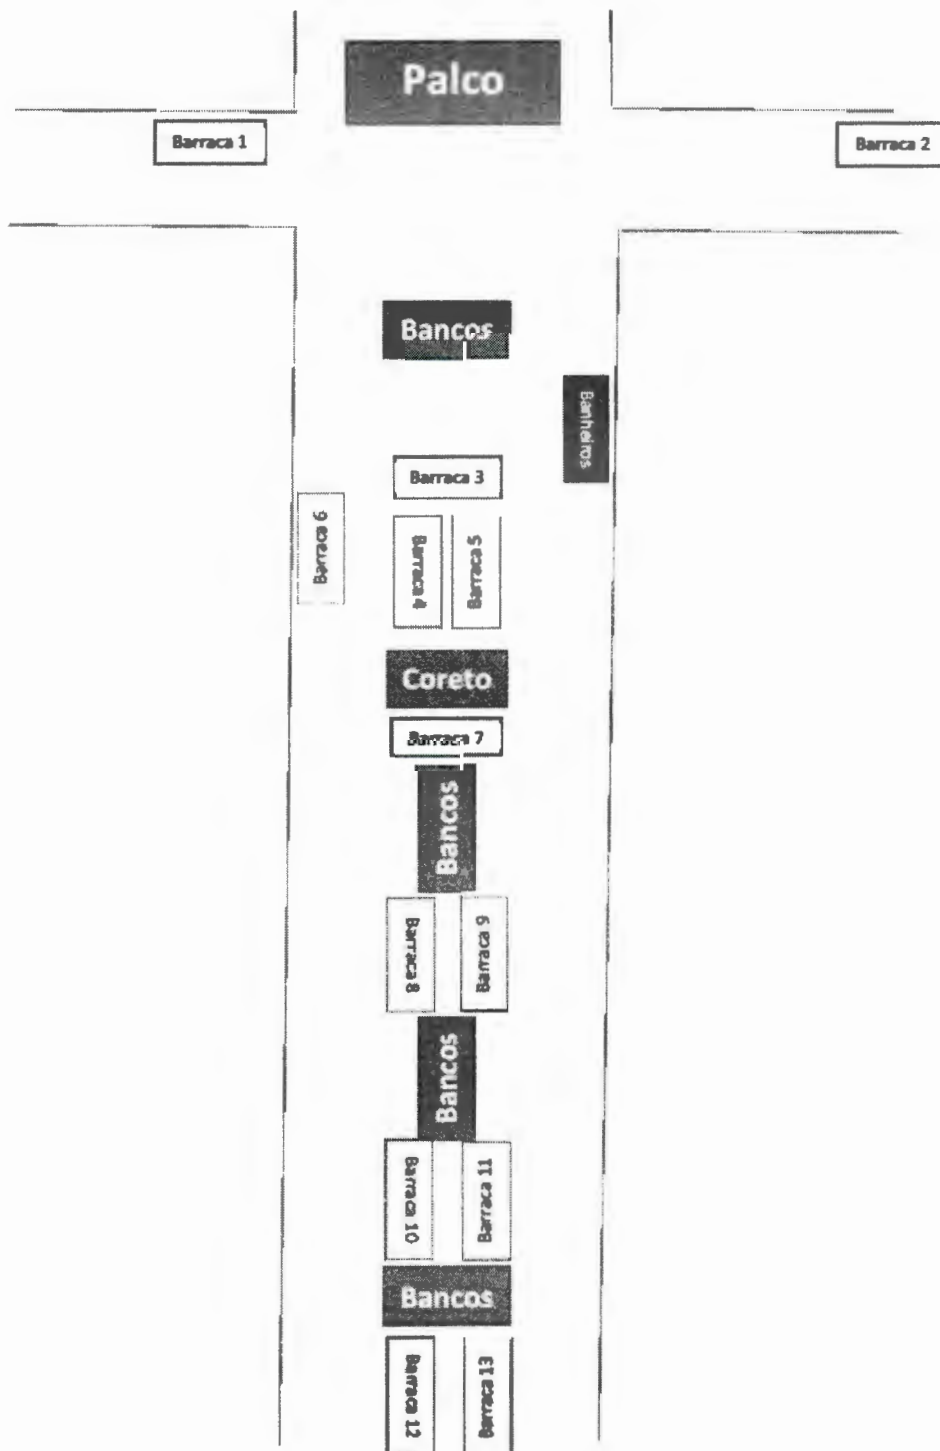 Palco
Barraca 1
Barraca 2
Bancos
Banheiros
Barraca 3
Barraca 6
Barraca 4
Barraca 5
Coreto
Barraca 7
Bancos
Barraca 8
Barraca 9
Bancos
Barraca 10
Barraca 11
Bancos
Barraca 12
Barraca 13